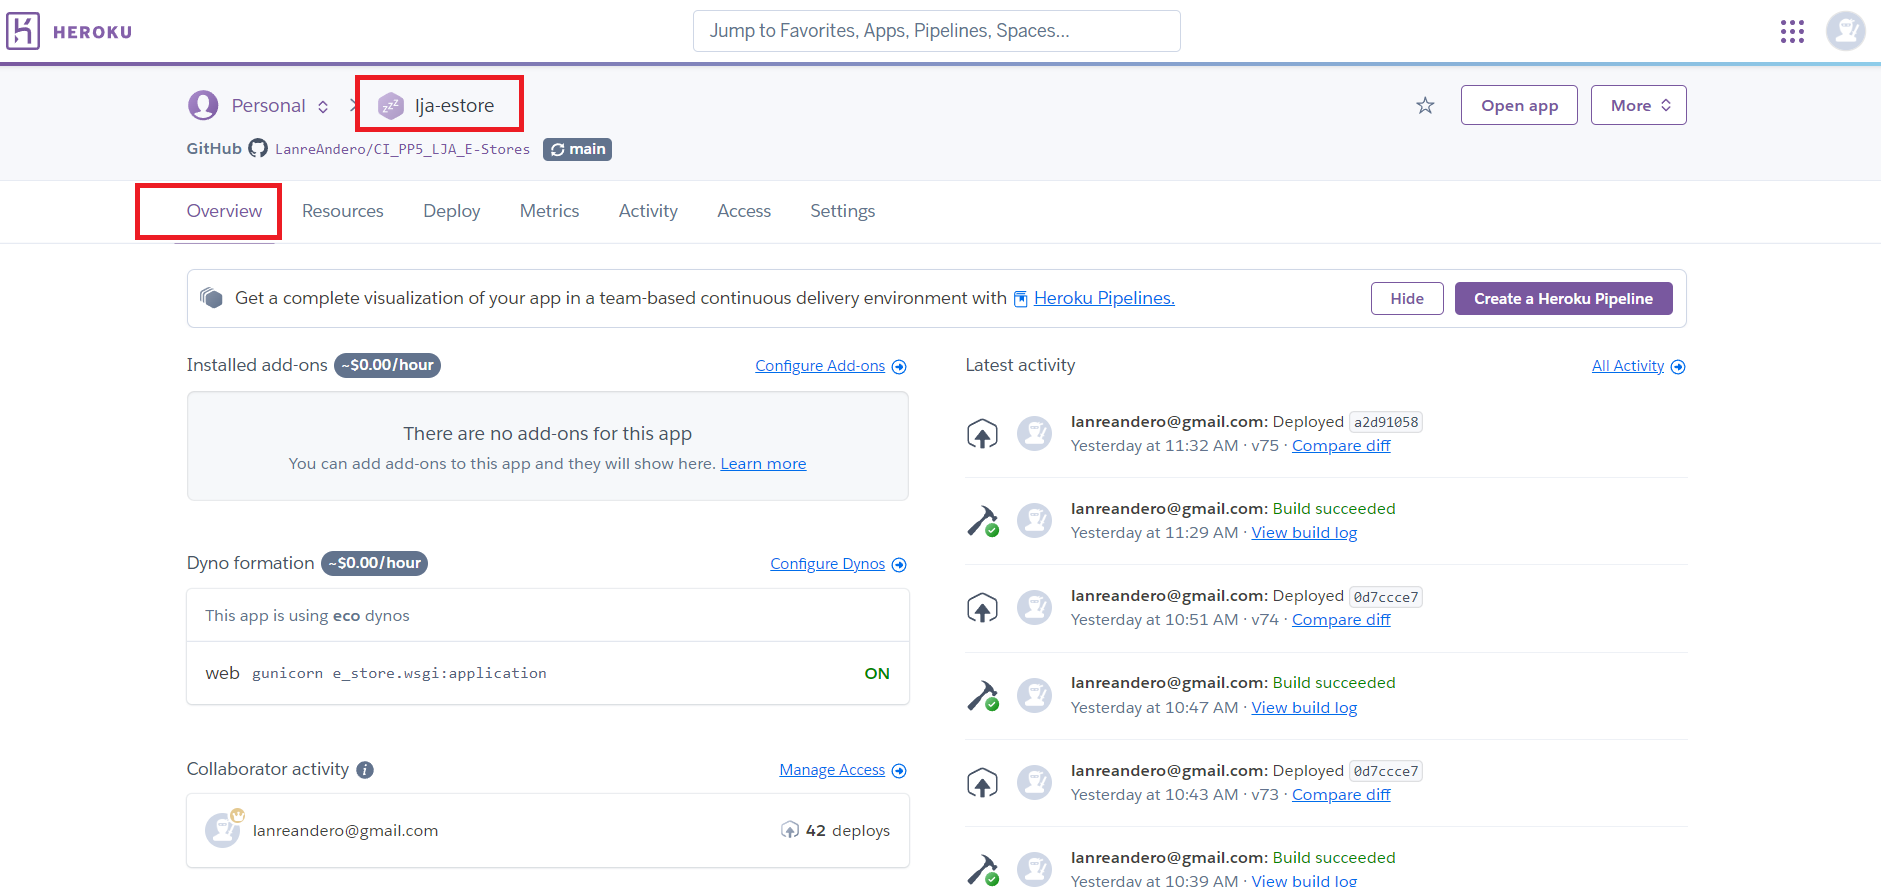 HEROKU
Jump to Favorites, Apps, Pipelines, Spaces...
Personal
zzz
lja-estore
Open app
More
GitHub LanreAndero/CI_PP5_LJA_E-Stores main
Overview Resources Deploy Metrics Activity Access Settings
Get a complete visualization of your app in a team-based continuous delivery environment with Heroku Pipelines.
Hide
Create a Heroku Pipeline
Installed add-ons ~$0.00/hour
Configure Add-ons
There are no add-ons for this app
You can add add-ons to this app and they will show here. Learn more
Dyno formation ~$0.00/hour
Configure Dynos
This app is using eco dynos
web gunicorn e_store.wsgi:application ON
Collaborator activity i
Manage Access
lanreandero@gmail.com 42 deploys
Latest activity
All Activity
lanreandero@gmail.com: Deployed a2d91058
Yesterday at 11:32 AM · v75 · Compare diff
lanreandero@gmail.com: Build succeeded
Yesterday at 11:29 AM · View build log
lanreandero@gmail.com: Deployed 0d7ccce7
Yesterday at 10:51 AM · v74 · Compare diff
lanreandero@gmail.com: Build succeeded
Yesterday at 10:47 AM · View build log
lanreandero@gmail.com: Deployed 0d7ccce7
Yesterday at 10:43 AM · v73 · Compare diff
lanreandero@gmail.com: Build succeeded
Yesterday at 10:39 AM · View build log